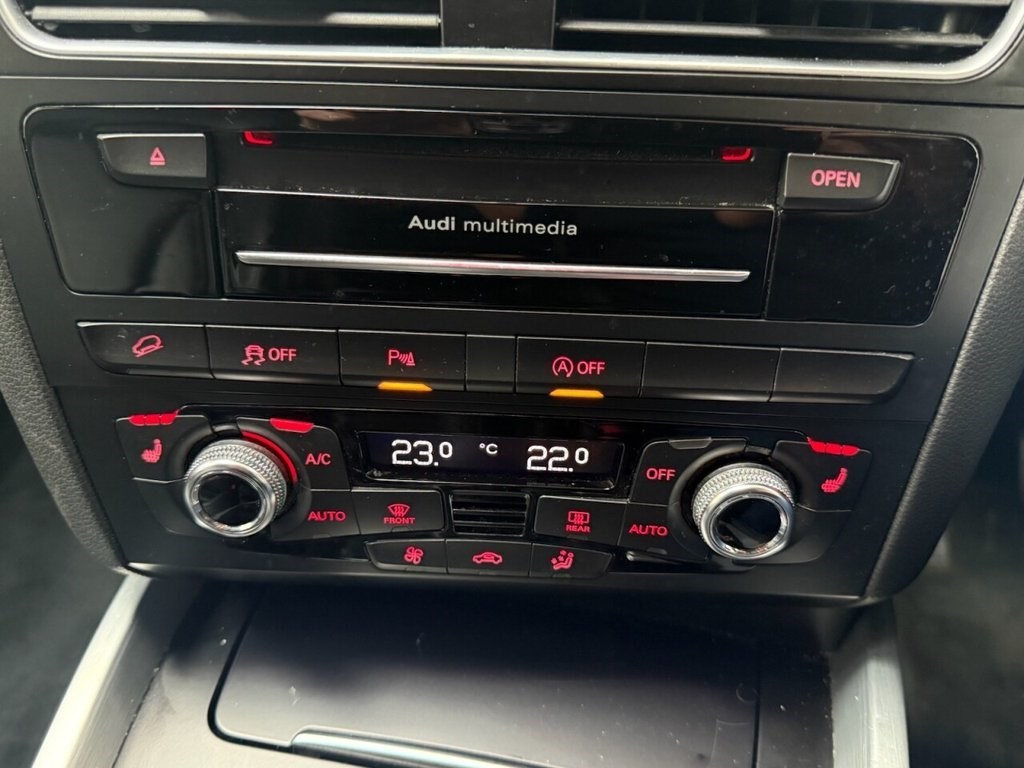 OPEN
Audi multimedia
OFF
P
A OFF
23.0 °C 22.0
A/C
OFF
AUTO
FRONT
REAR
AUTO